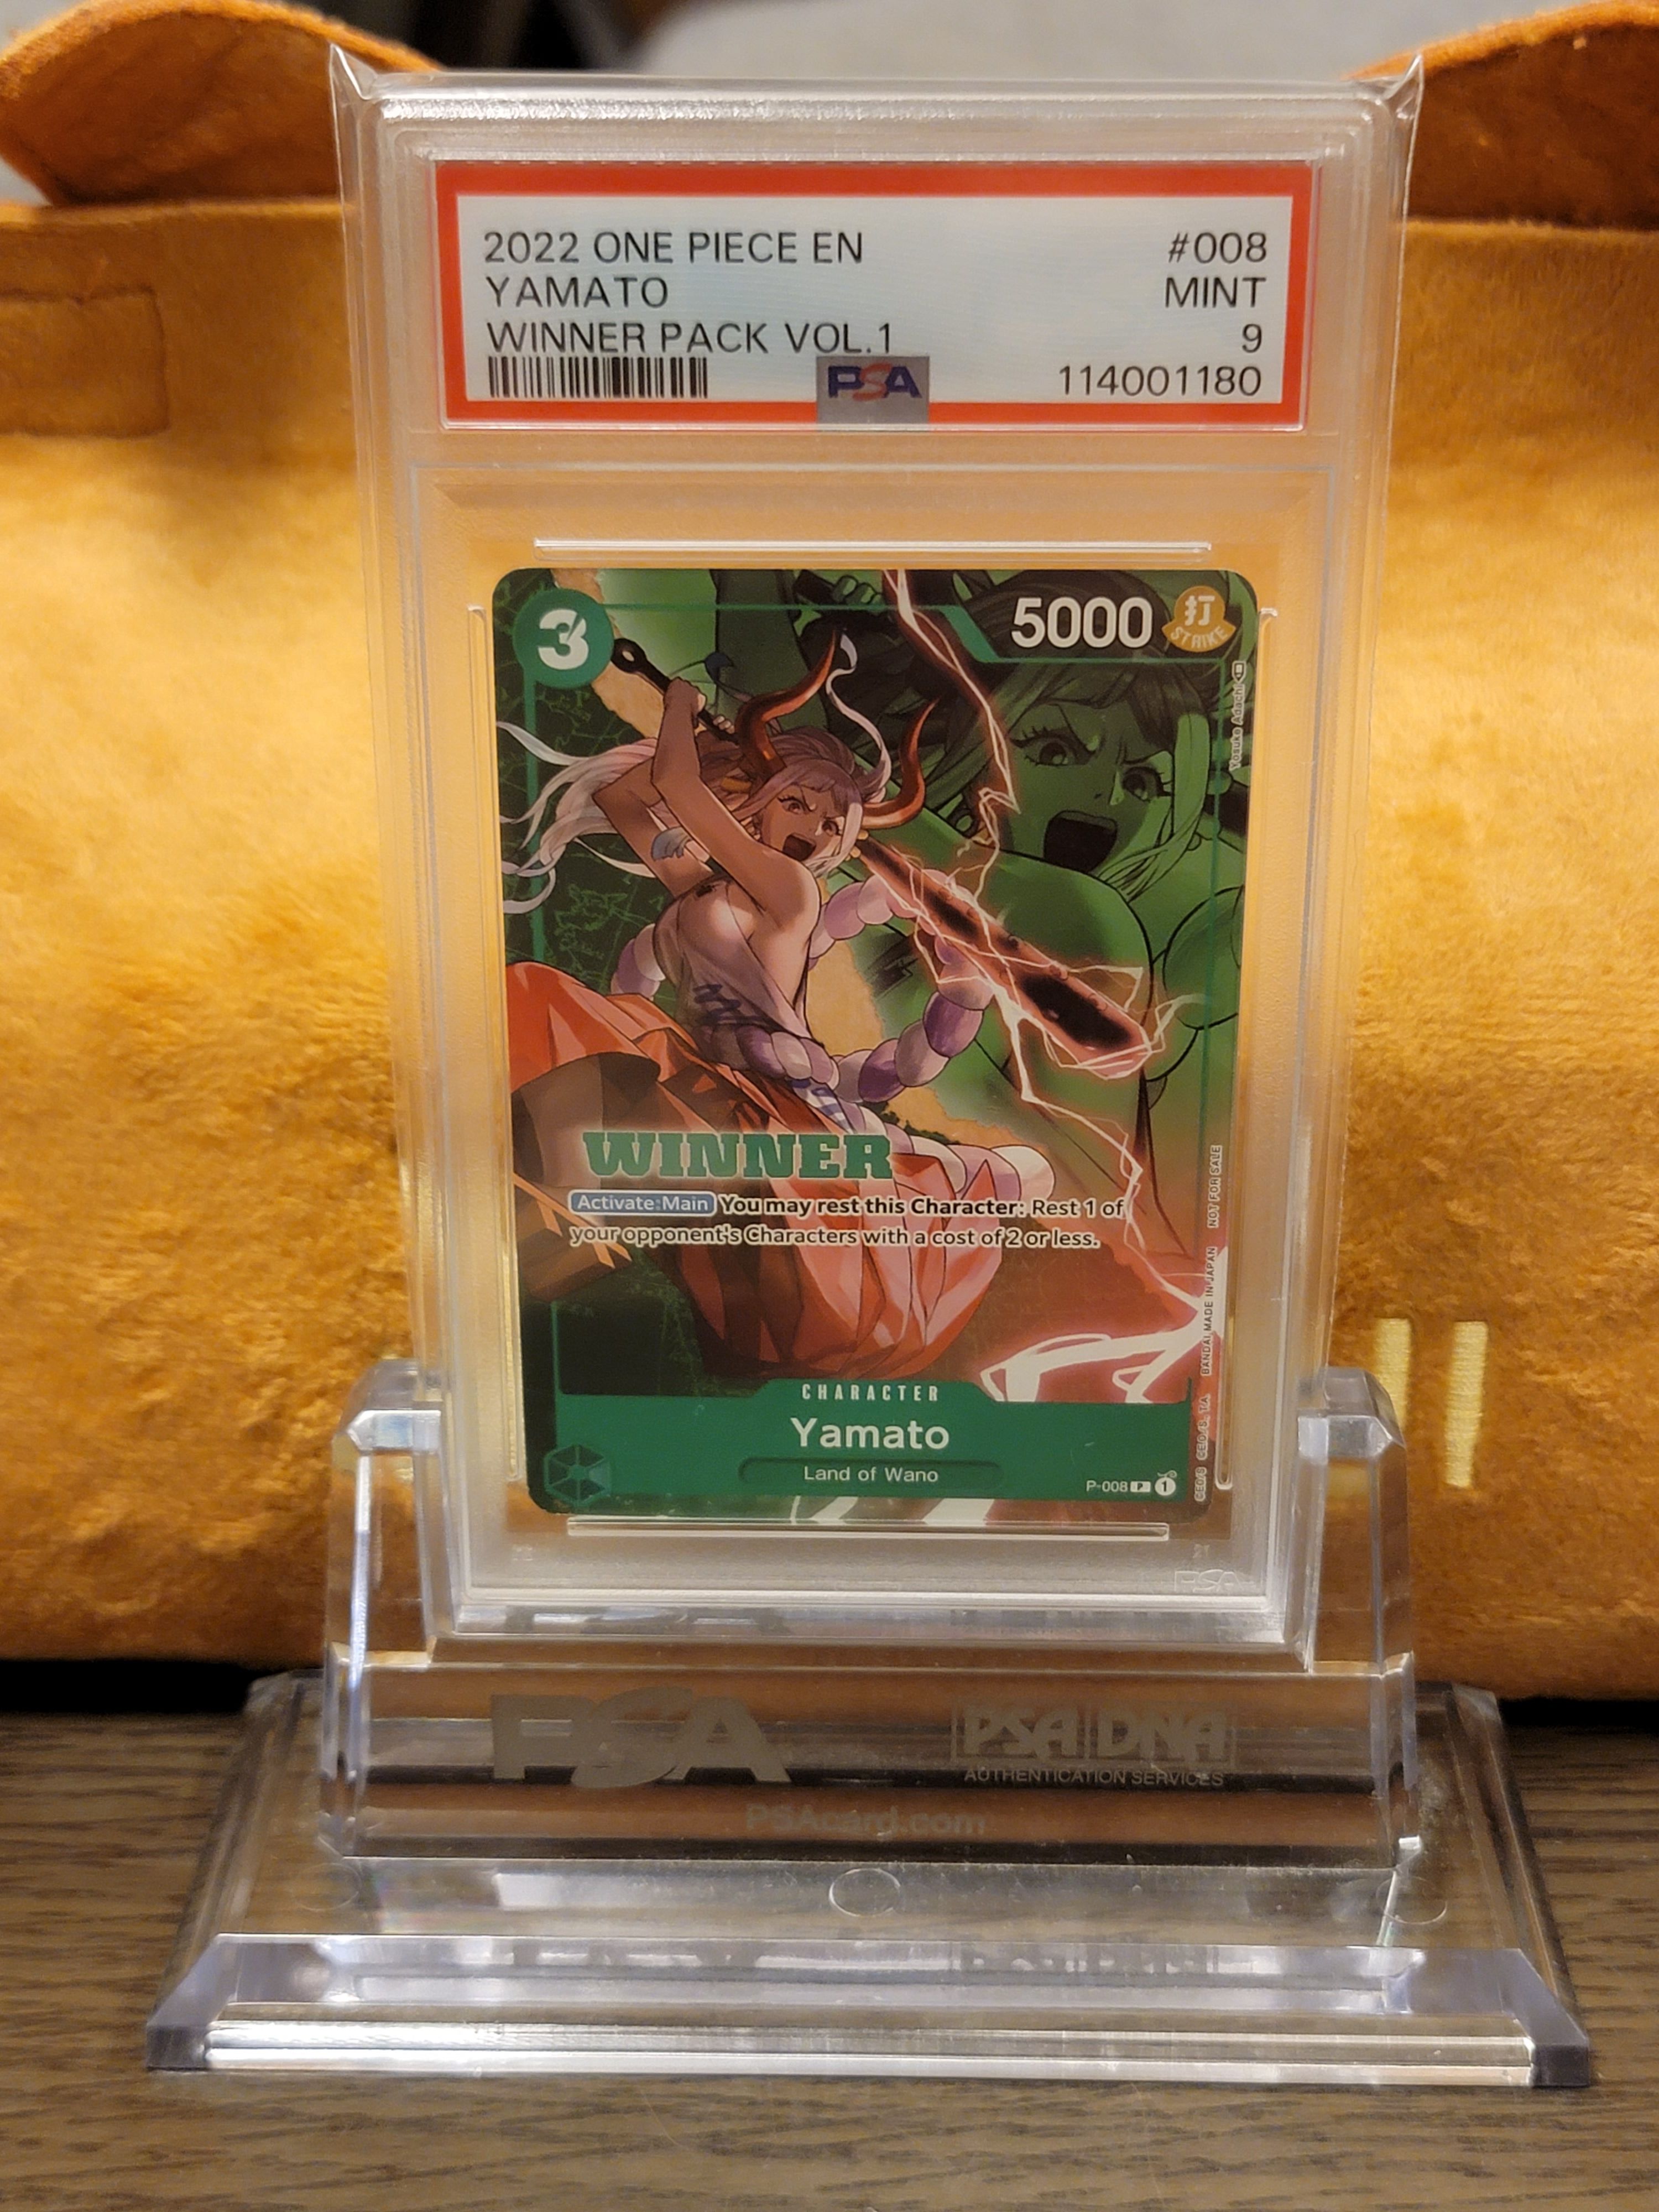 2022 ONE PIECE EN #008
YAMATO MINT
WINNER PACK VOL.1 9
PSA 114001180
3 5000 打
STRIKE
Yosuke Adachi
WINNER
Activate:Main You may rest this Character: Rest 1 of
your opponent's Characters with a cost of 2 or less.
BANDAI MADE IN JAPAN NOT FOR SALE
CHARACTER
Yamato
Land of Wano
P-008 P 1
PSA
PSA PSA DNA
AUTHENTICATION SERVICES
PSAcard.com